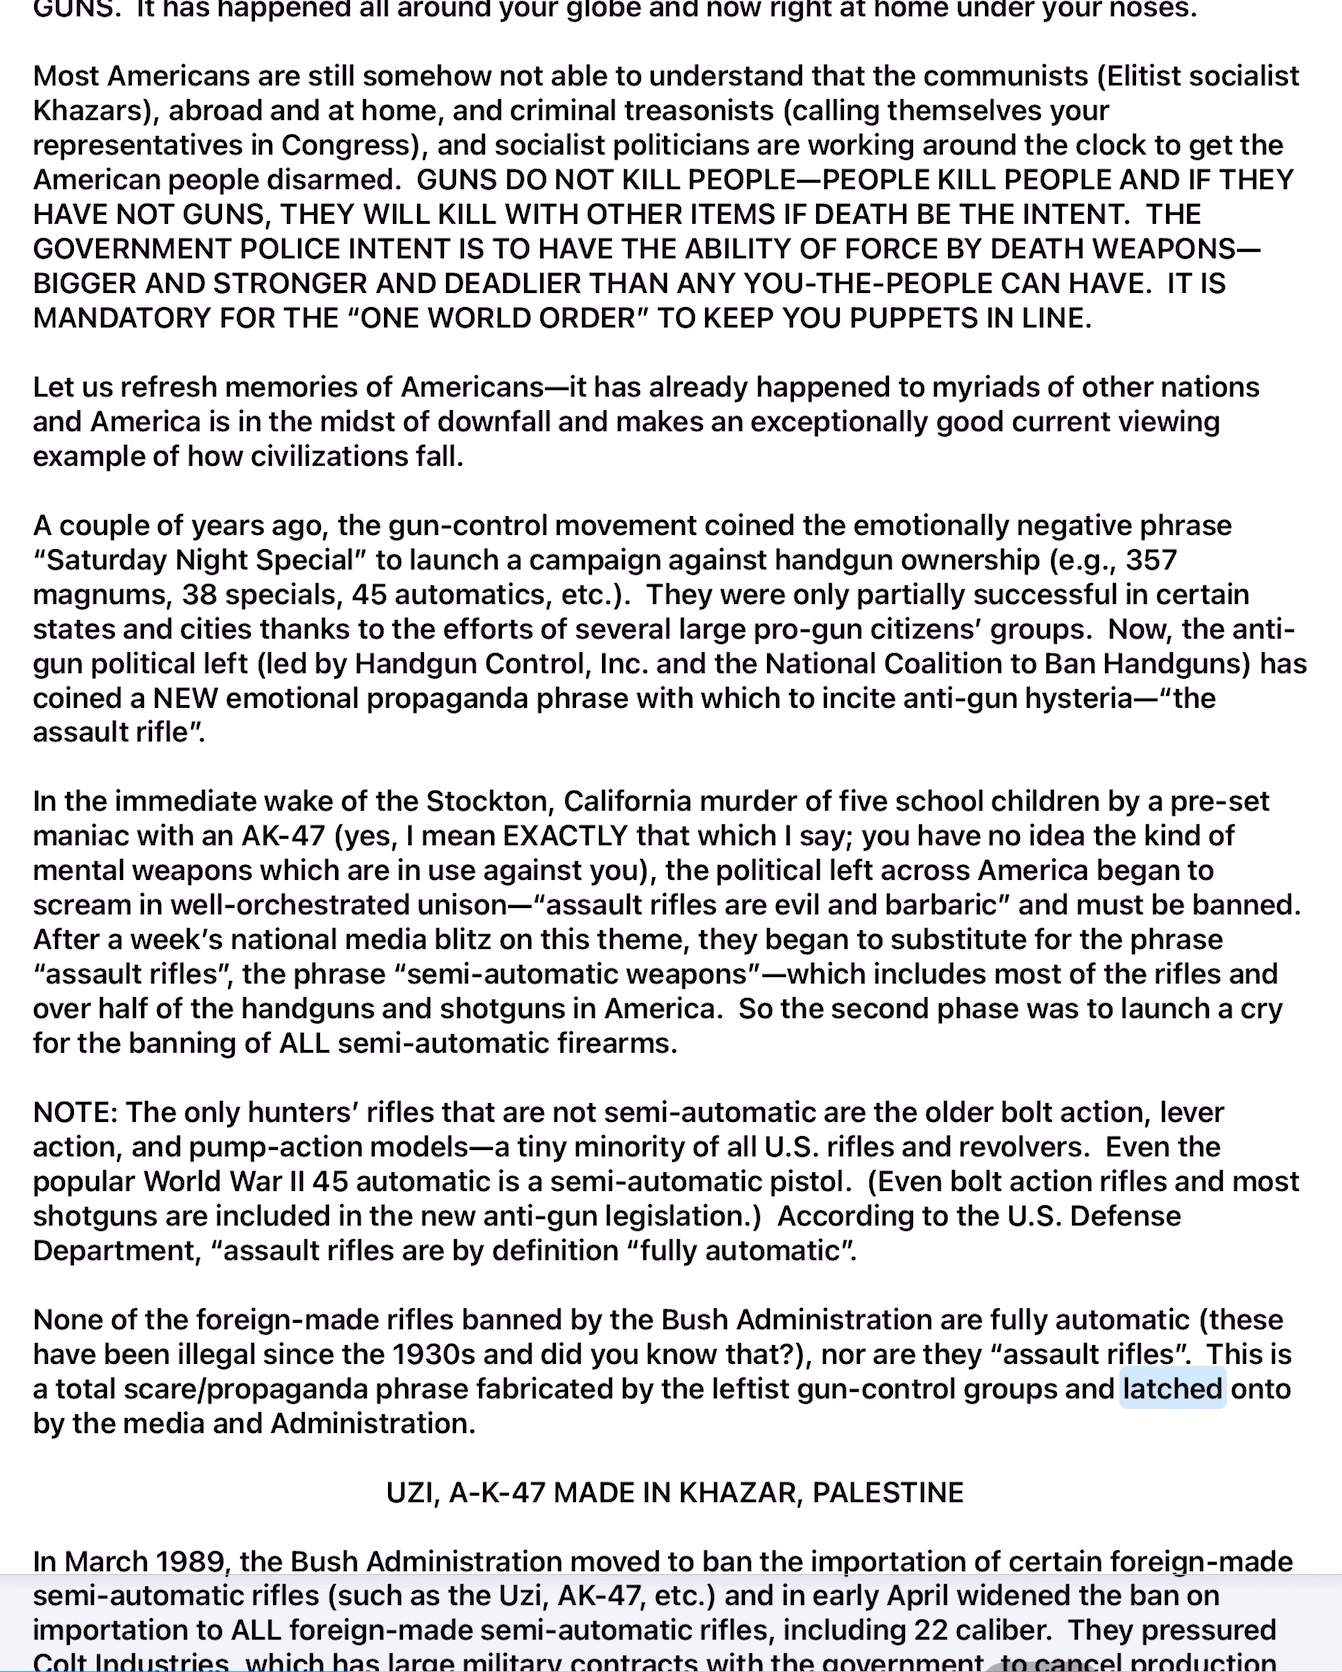 GUNS.  It has happened all around your globe and now right at home under your noses.
Most Americans are still somehow not able to understand that the communists (Elitist socialist
Khazars), abroad and at home, and criminal treasonists (calling themselves your
representatives in Congress), and socialist politicians are working around the clock to get the
American people disarmed.  GUNS DO NOT KILL PEOPLE—PEOPLE KILL PEOPLE AND IF THEY
HAVE NOT GUNS, THEY WILL KILL WITH OTHER ITEMS IF DEATH BE THE INTENT.  THE
GOVERNMENT POLICE INTENT IS TO HAVE THE ABILITY OF FORCE BY DEATH WEAPONS—
BIGGER AND STRONGER AND DEADLIER THAN ANY YOU-THE-PEOPLE CAN HAVE.  IT IS
MANDATORY FOR THE “ONE WORLD ORDER” TO KEEP YOU PUPPETS IN LINE.
Let us refresh memories of Americans—it has already happened to myriads of other nations
and America is in the midst of downfall and makes an exceptionally good current viewing
example of how civilizations fall.
A couple of years ago, the gun-control movement coined the emotionally negative phrase
“Saturday Night Special” to launch a campaign against handgun ownership (e.g., 357
magnums, 38 specials, 45 automatics, etc.).  They were only partially successful in certain
states and cities thanks to the efforts of several large pro-gun citizens’ groups.  Now, the anti-
gun political left (led by Handgun Control, Inc. and the National Coalition to Ban Handguns) has
coined a NEW emotional propaganda phrase with which to incite anti-gun hysteria—“the
assault rifle”.
In the immediate wake of the Stockton, California murder of five school children by a pre-set
maniac with an AK-47 (yes, I mean EXACTLY that which I say; you have no idea the kind of
mental weapons which are in use against you), the political left across America began to
scream in well-orchestrated unison—“assault rifles are evil and barbaric” and must be banned.
After a week’s national media blitz on this theme, they began to substitute for the phrase
“assault rifles”, the phrase “semi-automatic weapons”—which includes most of the rifles and
over half of the handguns and shotguns in America.  So the second phase was to launch a cry
for the banning of ALL semi-automatic firearms.
NOTE: The only hunters’ rifles that are not semi-automatic are the older bolt action, lever
action, and pump-action models—a tiny minority of all U.S. rifles and revolvers.  Even the
popular World War II 45 automatic is a semi-automatic pistol.  (Even bolt action rifles and most
shotguns are included in the new anti-gun legislation.)  According to the U.S. Defense
Department, “assault rifles are by definition “fully automatic”.
None of the foreign-made rifles banned by the Bush Administration are fully automatic (these
have been illegal since the 1930s and did you know that?), nor are they “assault rifles”.  This is
a total scare/propaganda phrase fabricated by the leftist gun-control groups and latched onto
by the media and Administration.
UZI, A-K-47 MADE IN KHAZAR, PALESTINE
In March 1989, the Bush Administration moved to ban the importation of certain foreign-made
semi-automatic rifles (such as the Uzi, AK-47, etc.) and in early April widened the ban on
importation to ALL foreign-made semi-automatic rifles, including 22 caliber.  They pressured
Colt Industries, which has large military contracts with the government, to cancel production